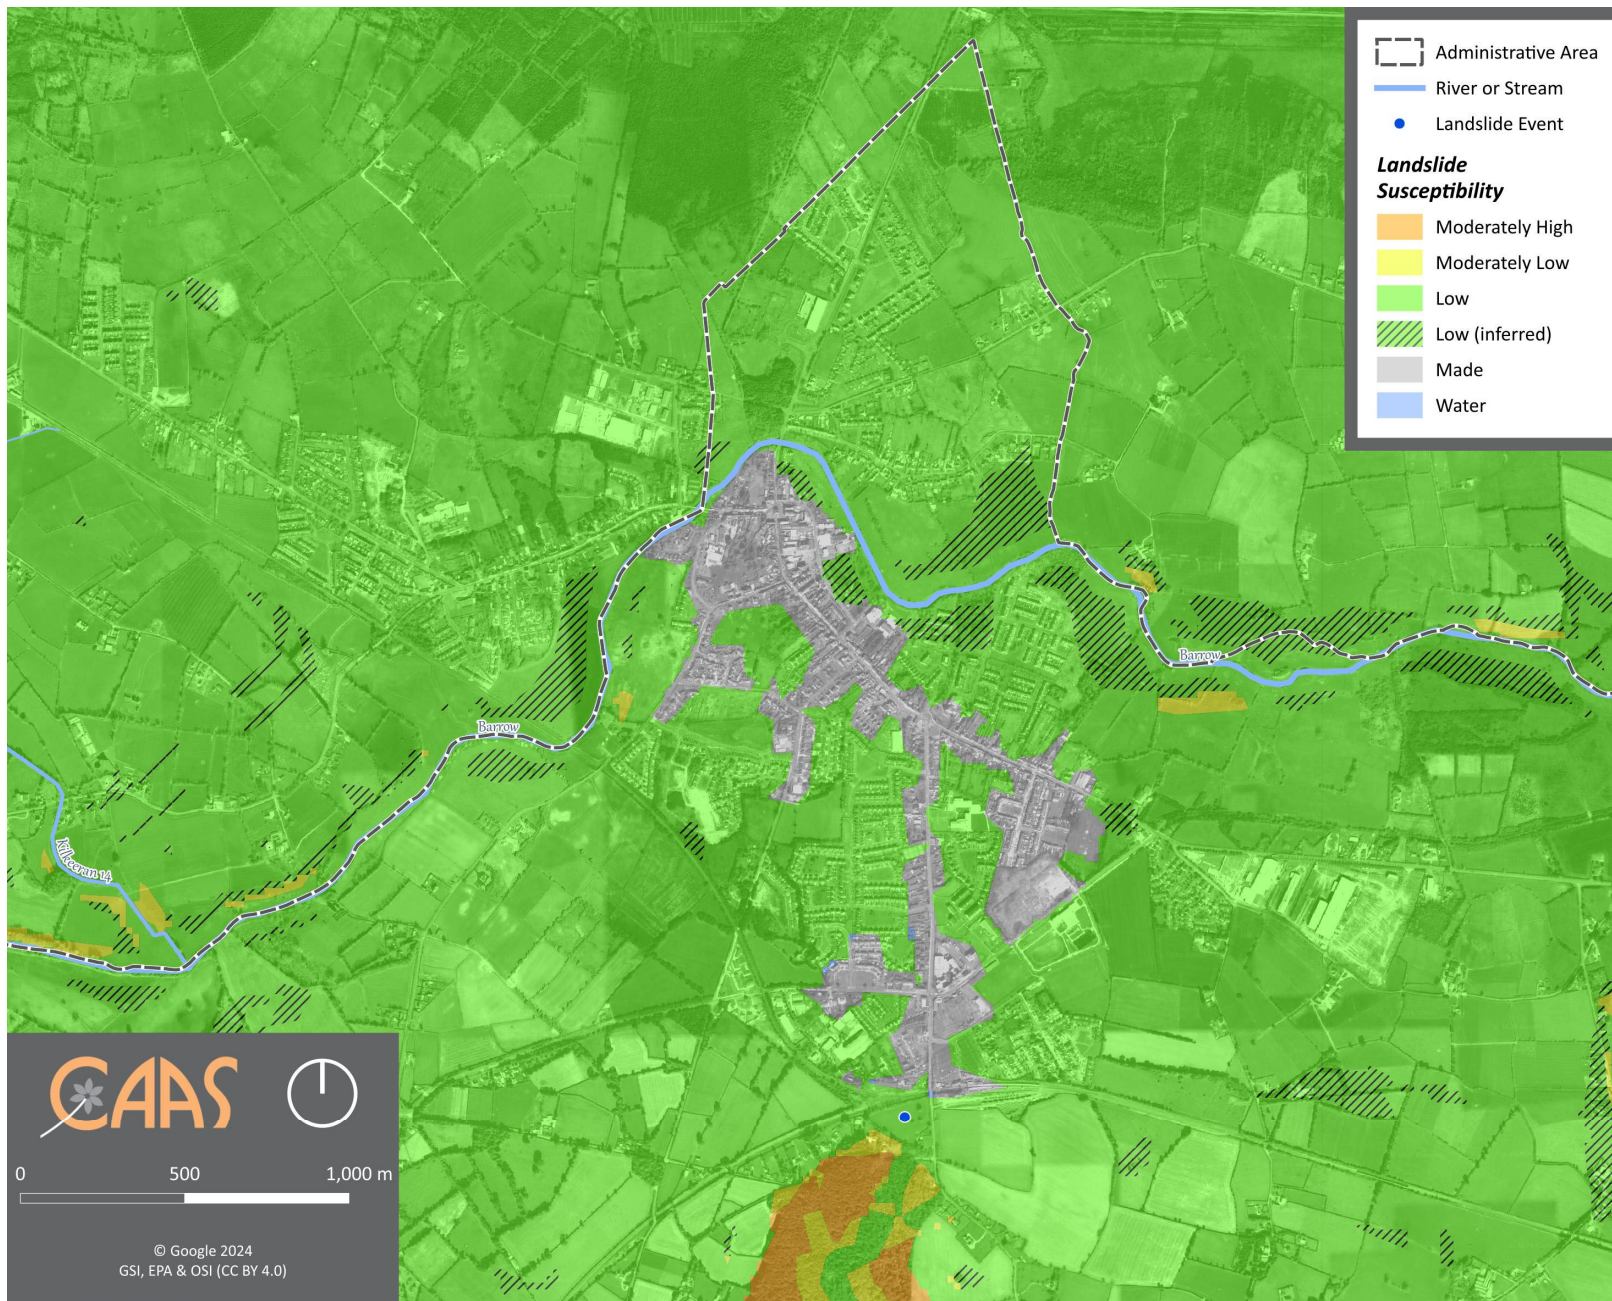 Administrative Area
River or Stream
Landslide Event
Landslide
Susceptibility
Moderately High
Moderately Low
Low
Low (inferred)
Made
Water
Barrow
Barrow
Kilkeeran 14
CAAS
0 500 1,000 m
© Google 2024
GSI, EPA & OSI (CC BY 4.0)